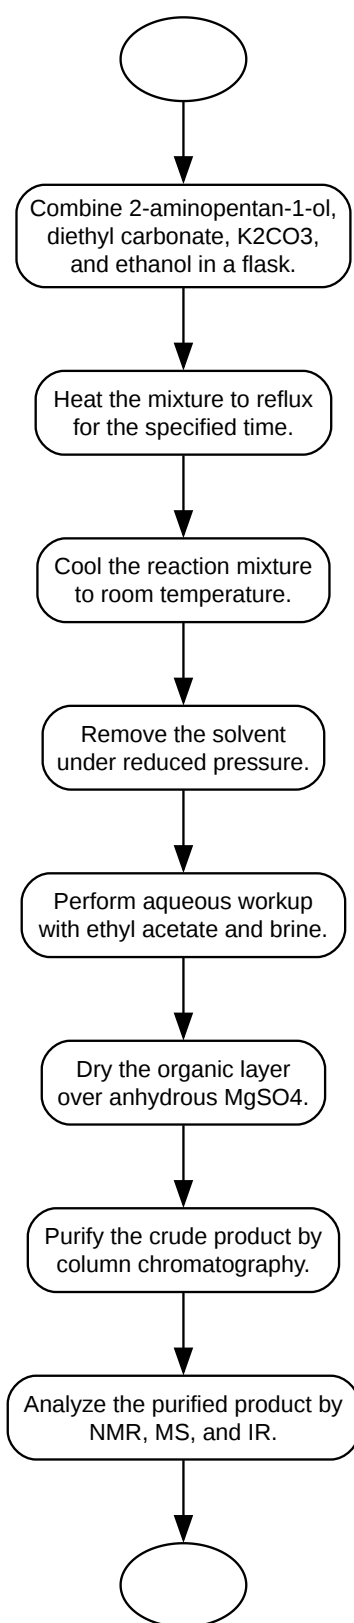 Combine 2-aminopentan-1-ol,
diethyl carbonate, K2CO3,
and ethanol in a flask.
Heat the mixture to reflux
for the specified time.
Cool the reaction mixture
to room temperature.
Remove the solvent
under reduced pressure.
Perform aqueous workup
with ethyl acetate and brine.
Dry the organic layer
over anhydrous MgSO4.
Purify the crude product by
column chromatography.
Analyze the purified product by
NMR, MS, and IR.